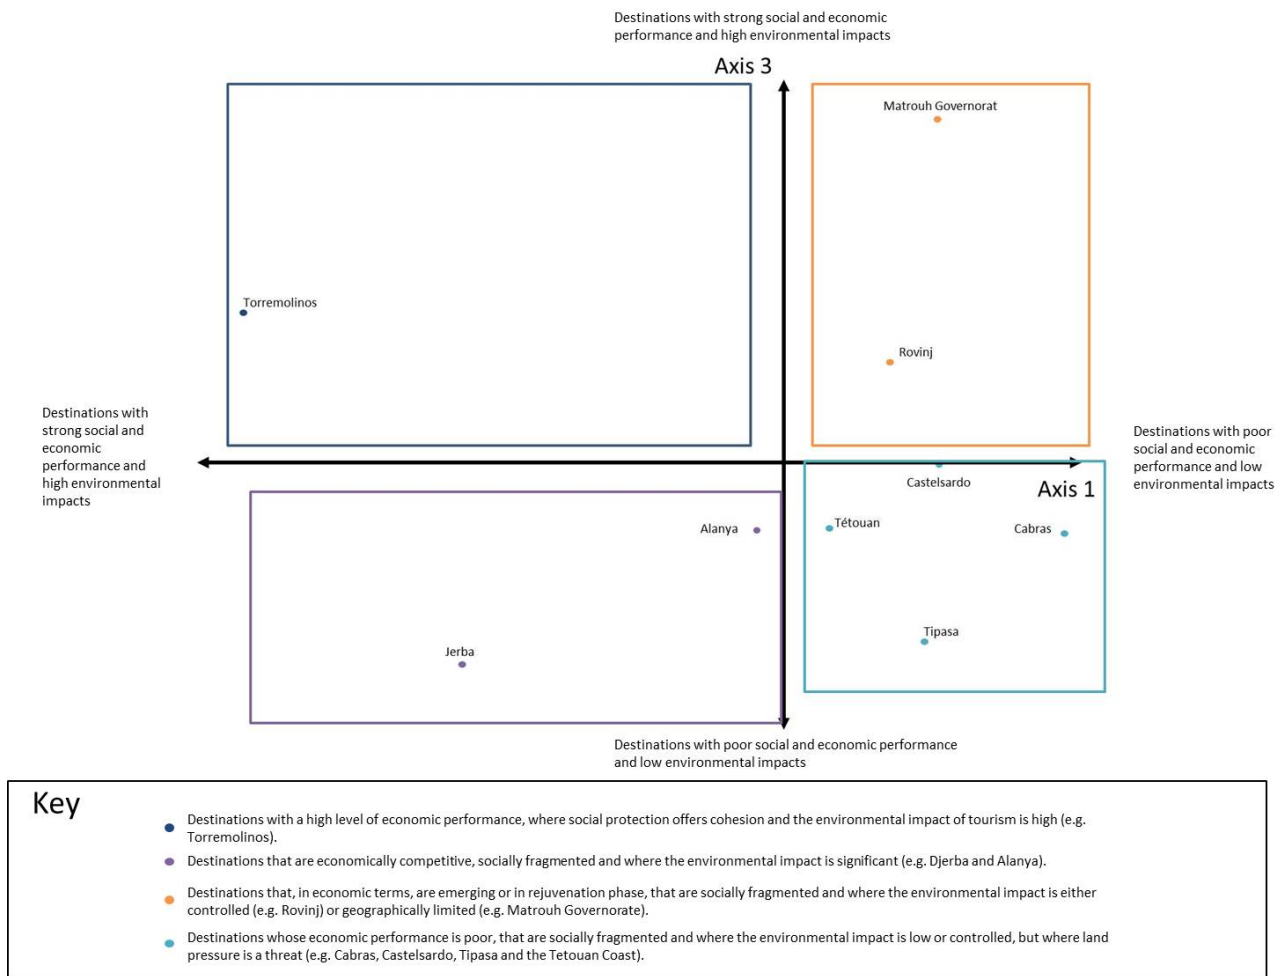 Destinations with strong social and economic
performance and high environmental impacts
Axis 3
Matrouh Governorat
Torremolinos
Rovinj
Destinations with
strong social and
economic
performance and
high environmental
impacts
Destinations with poor
social and economic
performance and low
environmental impacts
Castelsardo
Axis 1
Alanya
Tétouan
Cabras
Tipasa
Jerba
Destinations with poor social and economic performance
and low environmental impacts
Key
Destinations with a high level of economic performance, where social protection offers cohesion and the environmental impact of tourism is high (e.g.
Torremolinos).
Destinations that are economically competitive, socially fragmented and where the environmental impact is significant (e.g. Djerba and Alanya).
Destinations that, in economic terms, are emerging or in rejuvenation phase, that are socially fragmented and where the environmental impact is either
controlled (e.g. Rovinj) or geographically limited (e.g. Matrouh Governorate).
Destinations whose economic performance is poor, that are socially fragmented and where the environmental impact is low or controlled, but where land
pressure is a threat (e.g. Cabras, Castelsardo, Tipasa and the Tetouan Coast).